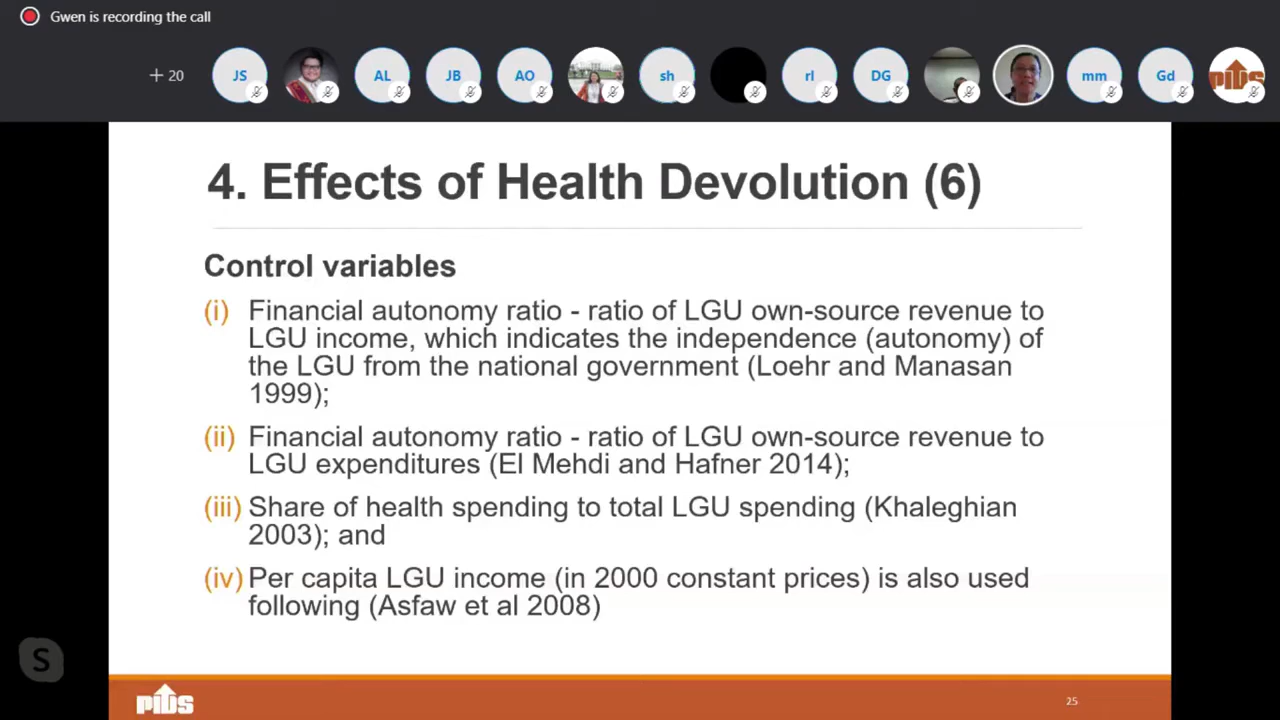 Gwen is recording the call
+ 20
JS
AL
JB
AO
sh
rl
DG
mm
Gd
PIDS
4. Effects of Health Devolution (6)
Control variables
(i) Financial autonomy ratio - ratio of LGU own-source revenue to
LGU income, which indicates the independence (autonomy) of
the LGU from the national government (Loehr and Manasan
1999);
(ii) Financial autonomy ratio - ratio of LGU own-source revenue to
LGU expenditures (El Mehdi and Hafner 2014);
(iii) Share of health spending to total LGU spending (Khaleghian
2003); and
(iv) Per capita LGU income (in 2000 constant prices) is also used
following (Asfaw et al 2008)
S
PIDS
25